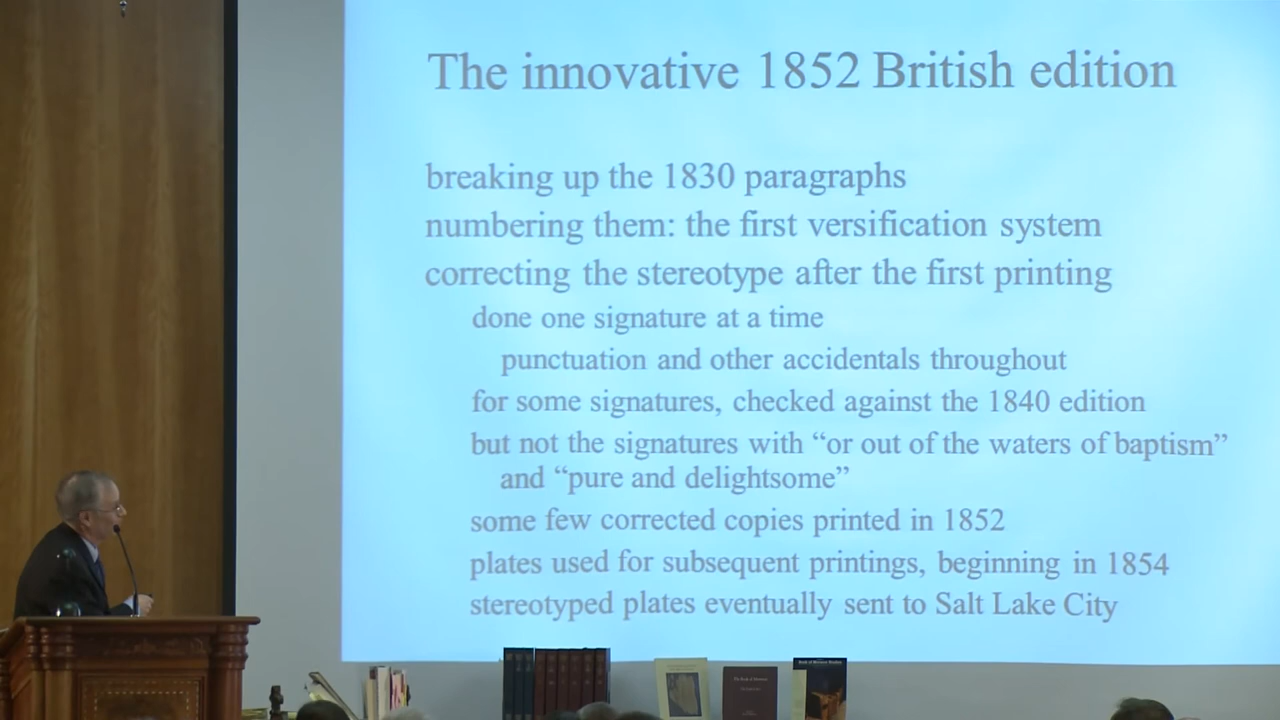 The innovative 1852 British edition
breaking up the 1830 paragraphs
numbering them: the first versification system
correcting the stereotype after the first printing
done one signature at a time
punctuation and other accidentals throughout
for some signatures, checked against the 1840 edition
but not the signatures with “or out of the waters of baptism”
and “pure and delightsome”
some few corrected copies printed in 1852
plates used for subsequent printings, beginning in 1854
stereotyped plates eventually sent to Salt Lake City